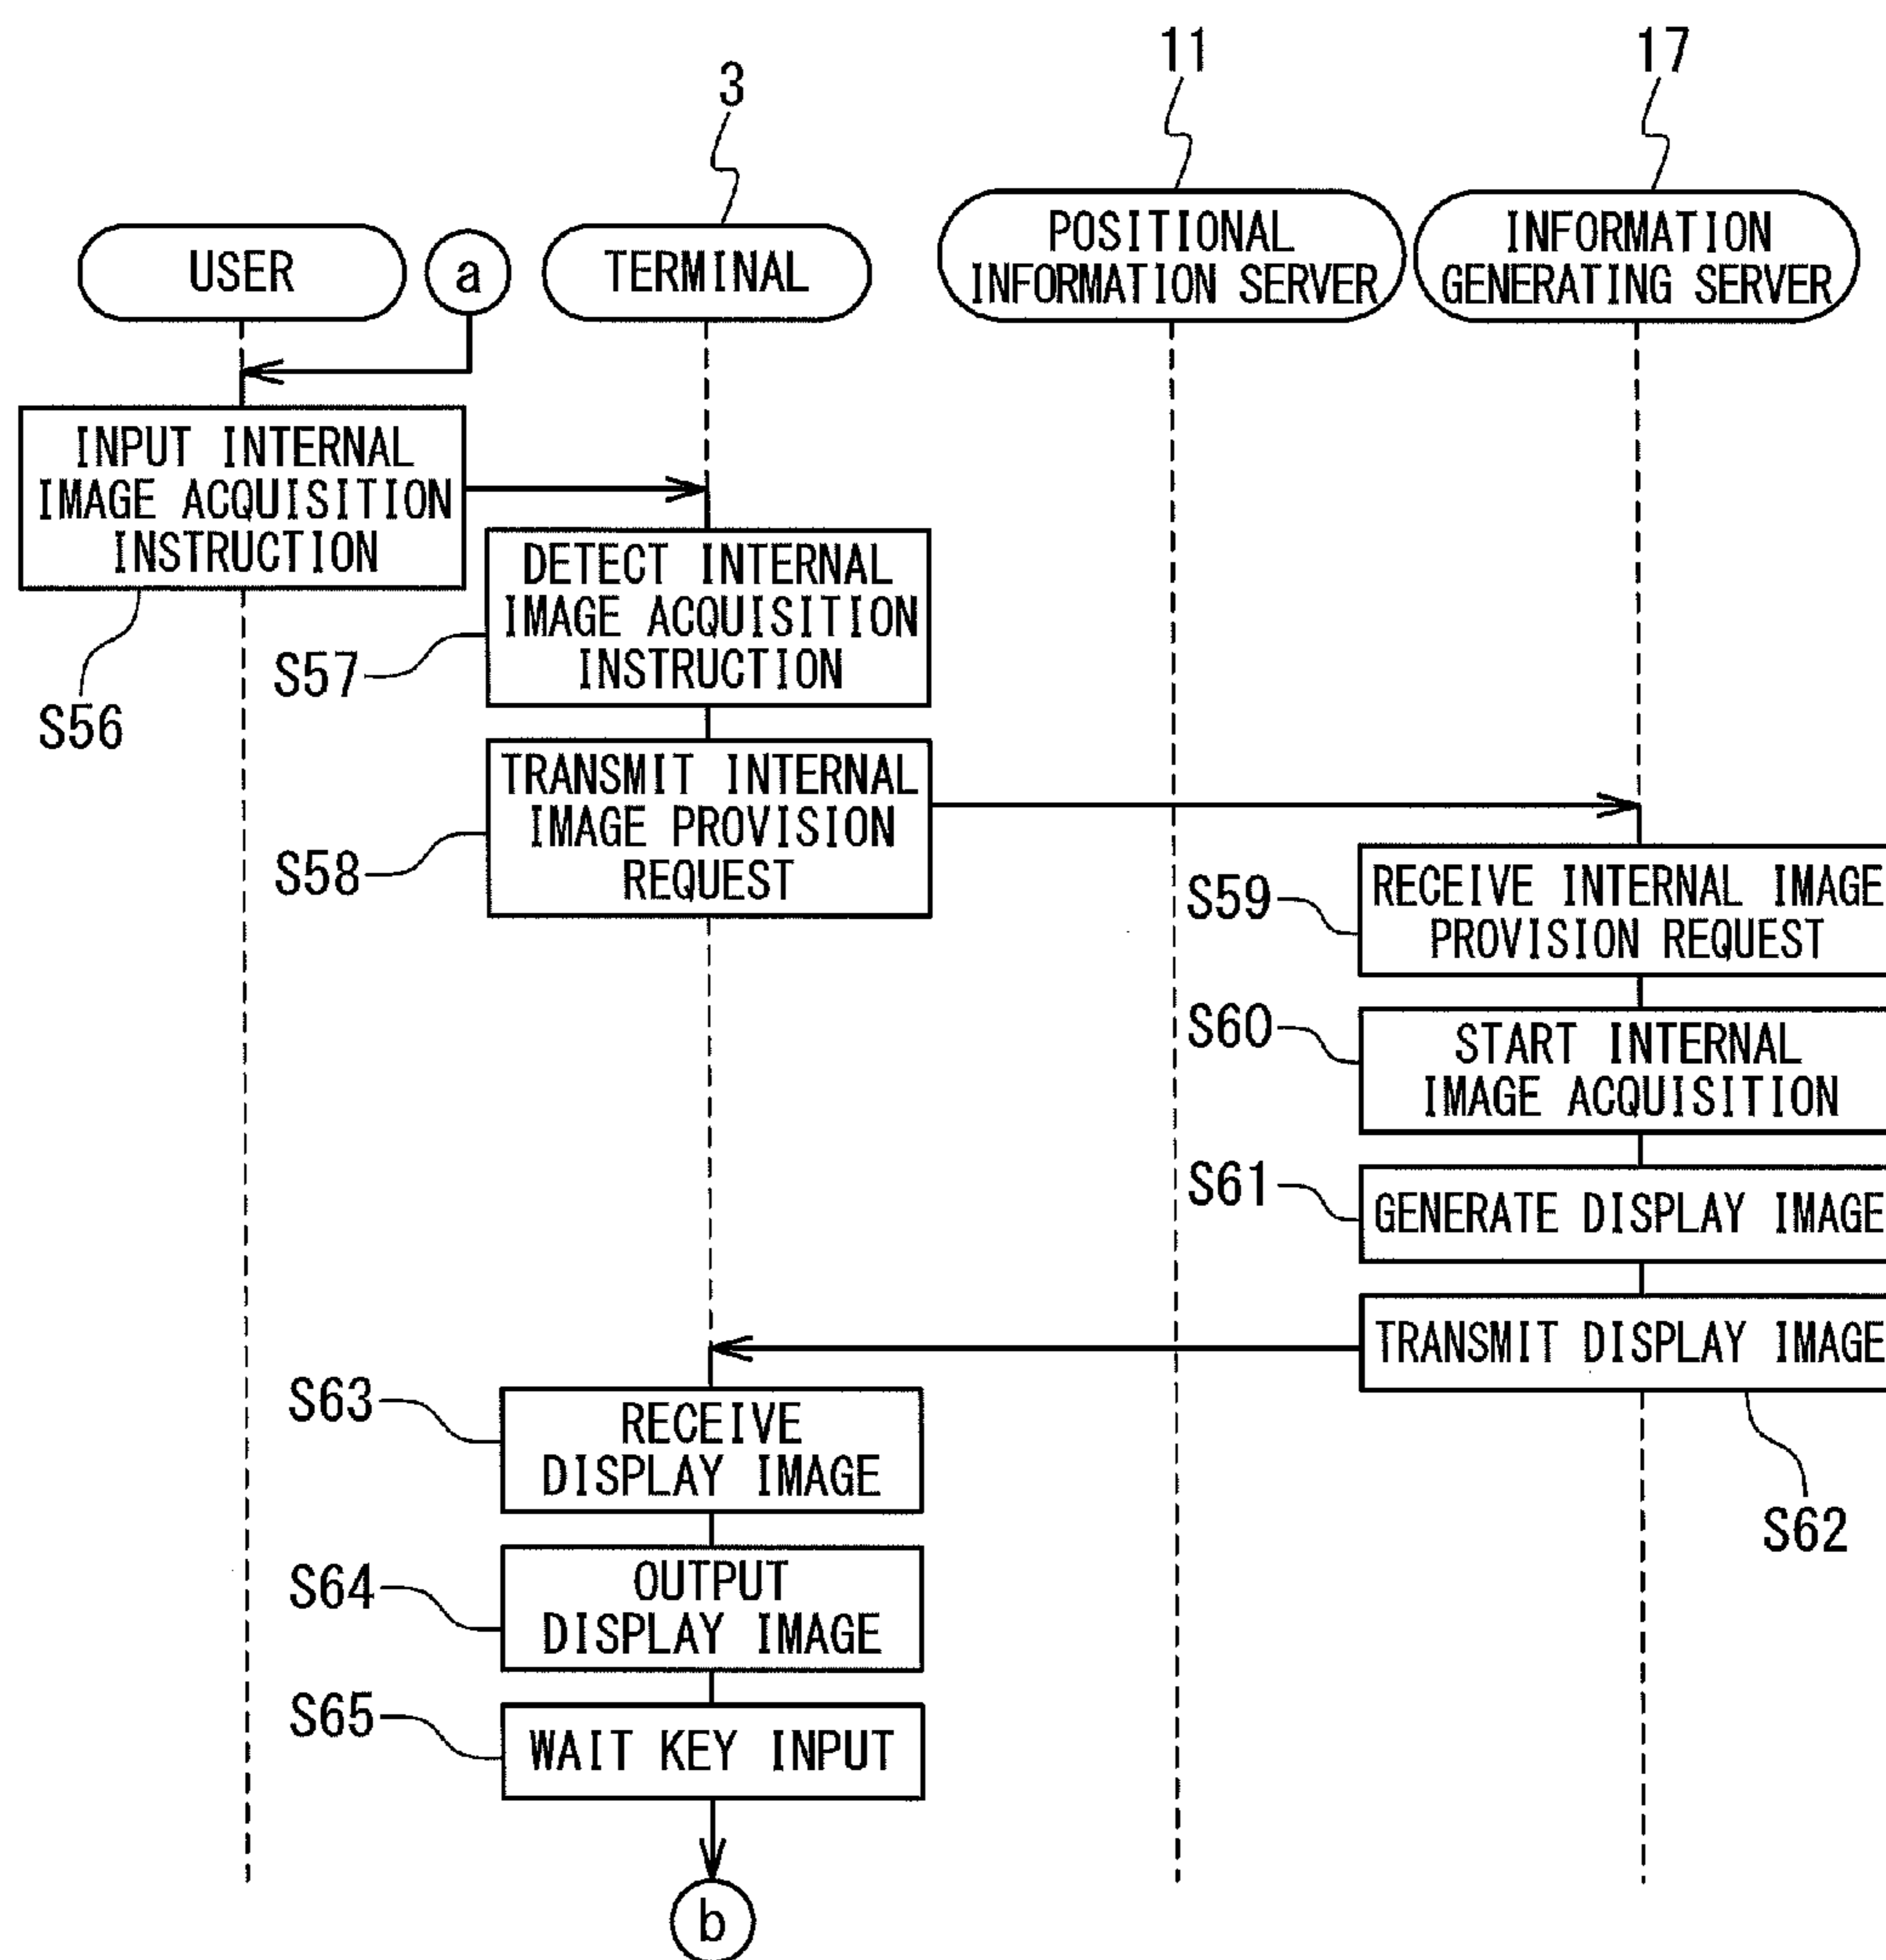 11
17
3
USER
a
TERMINAL
POSITIONAL
INFORMATION SERVER
INFORMATION
GENERATING SERVER
INPUT INTERNAL
IMAGE ACQUISITION
INSTRUCTION
S56
DETECT INTERNAL
IMAGE ACQUISITION
INSTRUCTION
S57
TRANSMIT INTERNAL
IMAGE PROVISION
REQUEST
S58
S59
RECEIVE INTERNAL IMAGE
PROVISION REQUEST
S60
START INTERNAL
IMAGE ACQUISITION
S61
GENERATE DISPLAY IMAGE
TRANSMIT DISPLAY IMAGE
S62
S63
RECEIVE
DISPLAY IMAGE
S64
OUTPUT
DISPLAY IMAGE
S65
WAIT KEY INPUT
b